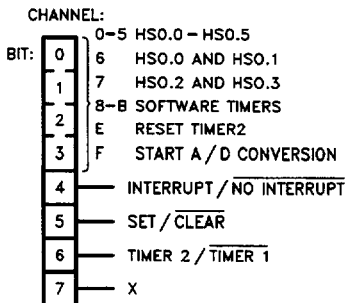 CHANNEL:
0-5 HSO.0 - HSO.5
BIT: 0 6 HSO.0 AND HSO.1
1 7 HSO.2 AND HSO.3
8-B SOFTWARE TIMERS
2 E RESET TIMER2
3 F START A/D CONVERSION
4 INTERRUPT/NO INTERRUPT
5 SET/CLEAR
6 TIMER 2/TIMER 1
7 X